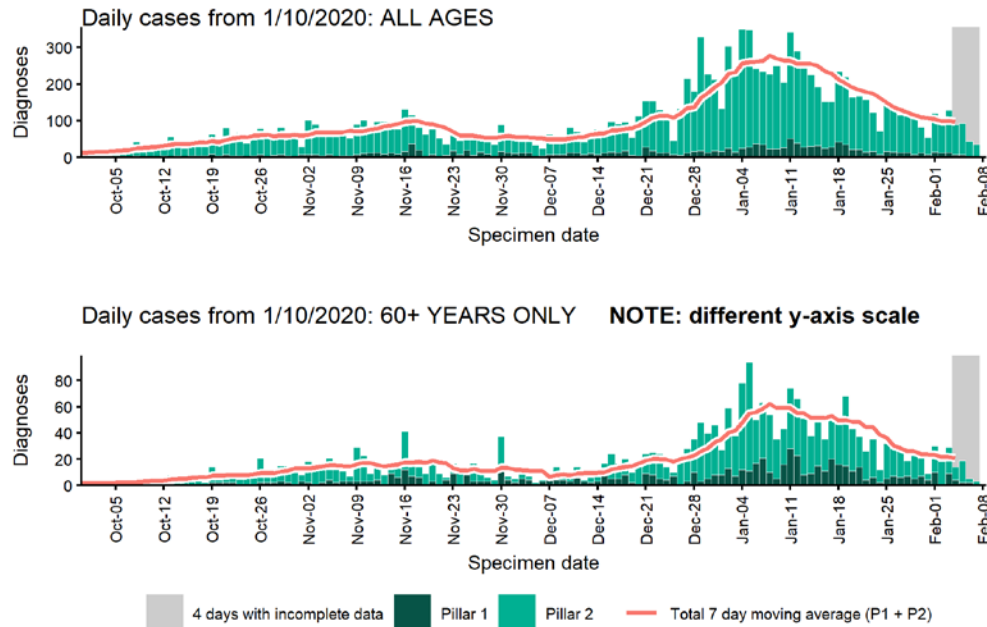 Daily cases from 1/10/2020: ALL AGES
Diagnoses
300
200
100
0
Oct-05
Oct-12
Oct-19
Oct-26
Nov-02
Nov-09
Nov-16
Nov-23
Nov-30
Dec-07
Dec-14
Dec-21
Dec-28
Jan-04
Jan-11
Jan-18
Jan-25
Feb-01
Feb-08
Specimen date
Daily cases from 1/10/2020: 60+ YEARS ONLY NOTE: different y-axis scale
Diagnoses
80
60
40
20
0
Oct-05
Oct-12
Oct-19
Oct-26
Nov-02
Nov-09
Nov-16
Nov-23
Nov-30
Dec-07
Dec-14
Dec-21
Dec-28
Jan-04
Jan-11
Jan-18
Jan-25
Feb-01
Feb-08
Specimen date
4 days with incomplete data Pillar 1 Pillar 2 Total 7 day moving average (P1 + P2)